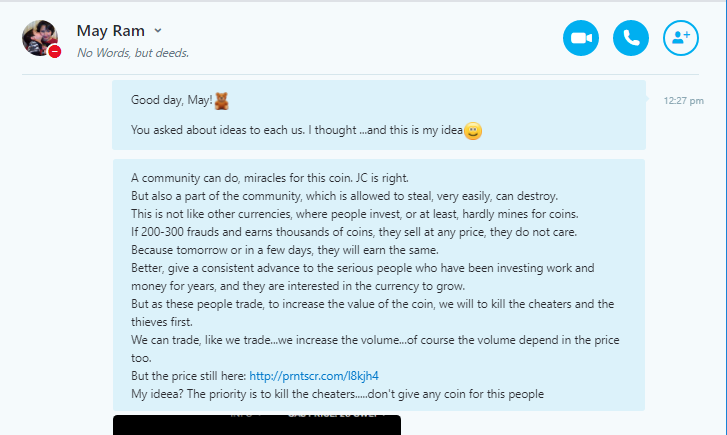 May Ram
No Words, but deeds.
Good day, May!
12:27 pm
You asked about ideas to each us. I thought ...and this is my idea
A community can do, miracles for this coin. JC is right.
But also a part of the community, which is allowed to steal, very easily, can destroy.
This is not like other currencies, where people invest, or at least, hardly mines for coins.
If 200-300 frauds and earns thousands of coins, they sell at any price, they do not care.
Because tomorrow or in a few days, they will earn the same.
Better, give a consistent advance to the serious people who have been investing work and
money for years, and they are interested in the currency to grow.
But as these people trade, to increase the value of the coin, we will to kill the cheaters and the
thieves first.
We can trade, like we trade...we increase the volume...of course the volume depend in the price
too.
But the price still here: http://prntscr.com/l8kjh4
My ideea? The priority is to kill the cheaters.....don't give any coin for this people